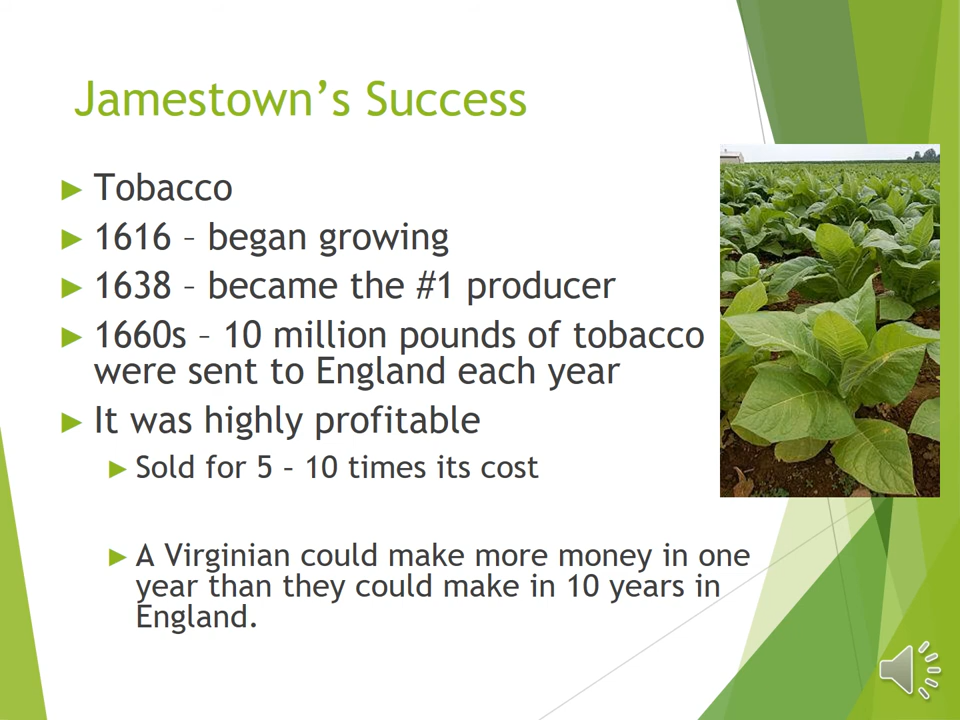 Jamestown’s Success
Tobacco
1616 – began growing
1638 – became the #1 producer
1660s – 10 million pounds of tobacco
were sent to England each year
It was highly profitable
Sold for 5 – 10 times its cost
A Virginian could make more money in one
year than they could make in 10 years in
England.